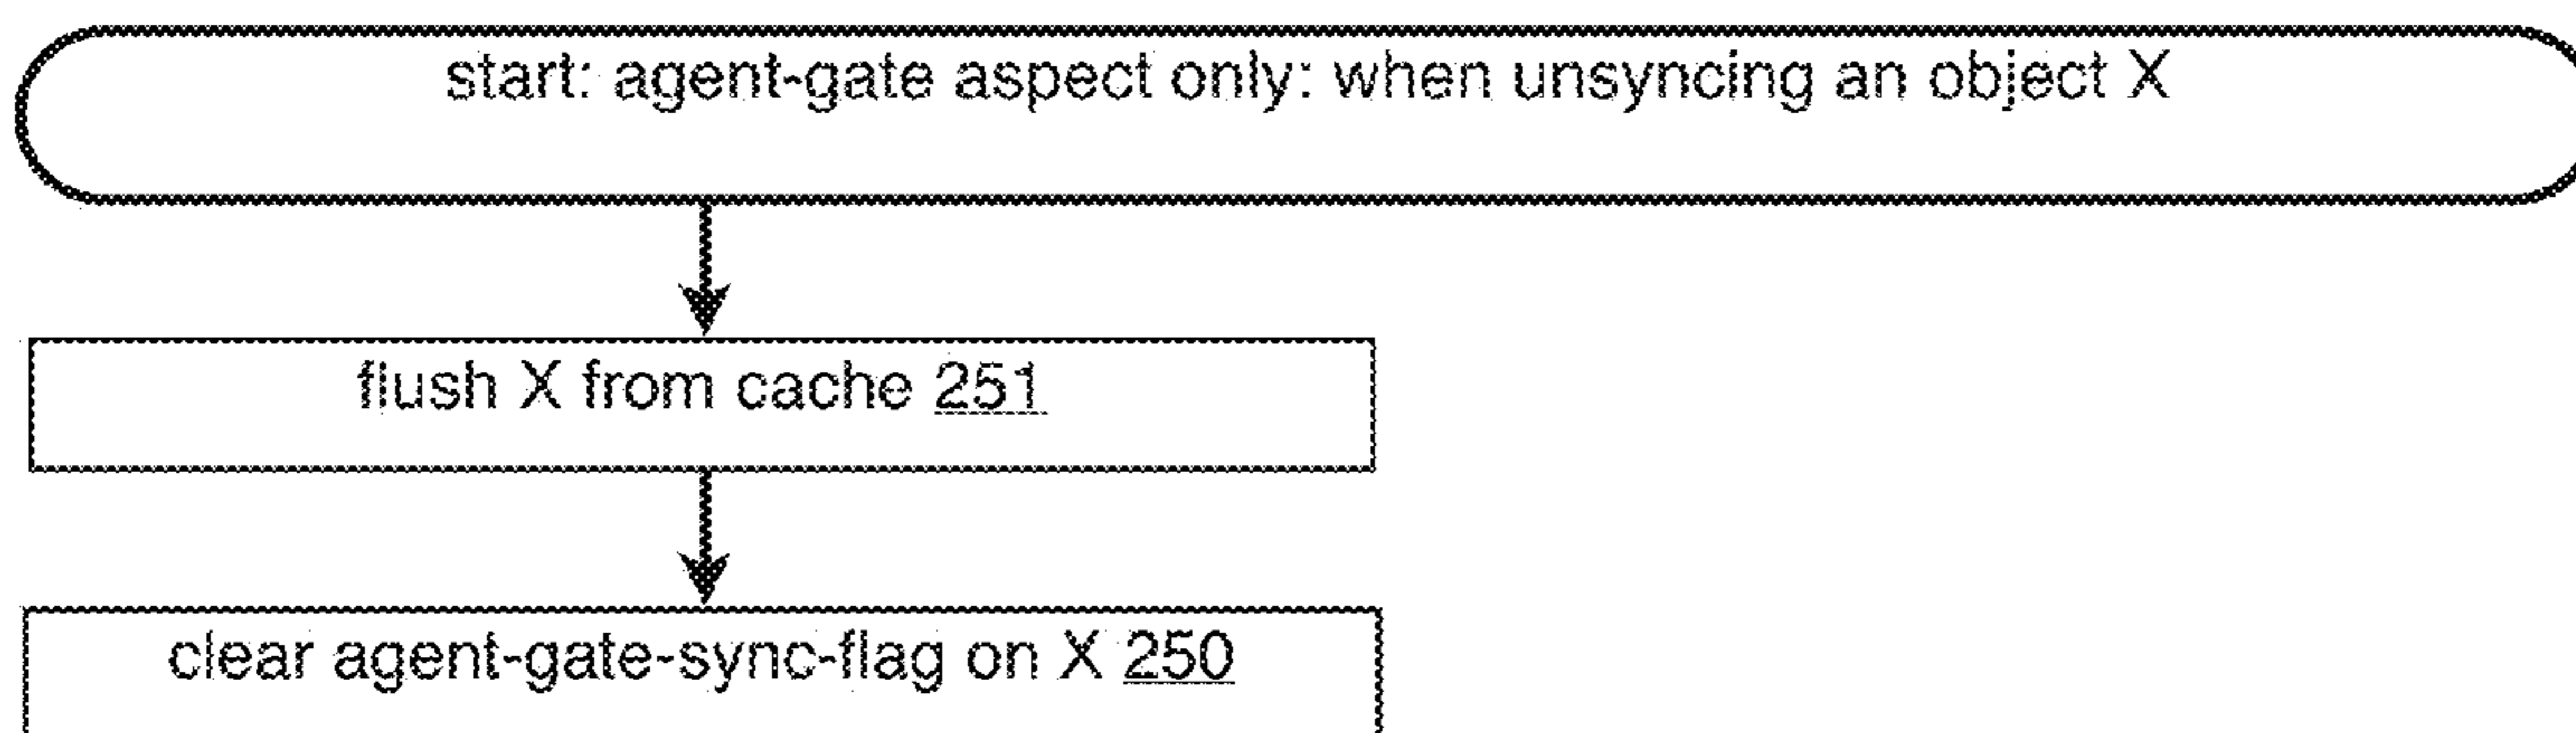 start: agent-gate aspect only: when unsyncing an object X
flush X from cache 251
clear agent-gate-sync-flag on X 250